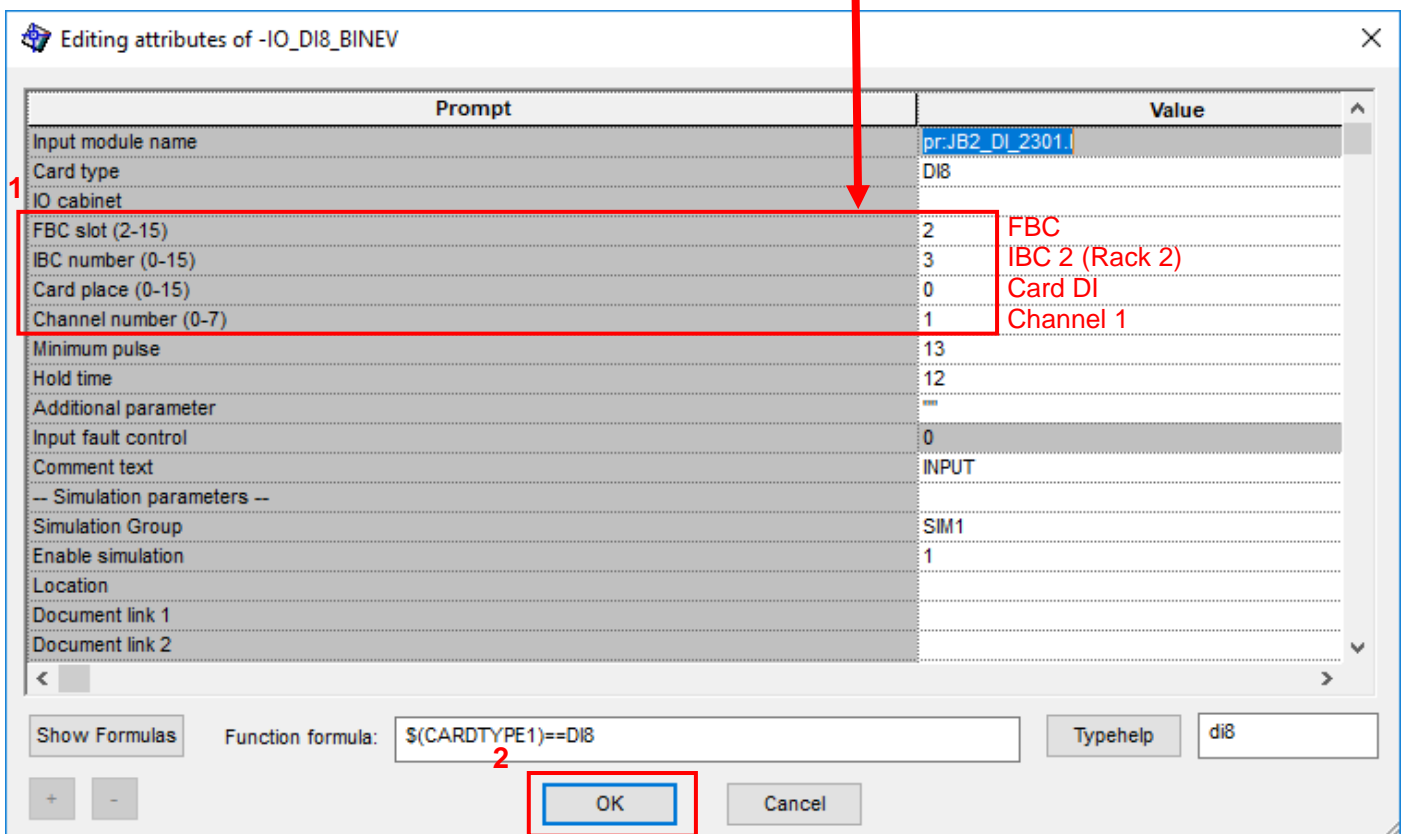 Editing attributes of -IO_DI8_BINEV
Prompt Value
Input module name pr:JB2_DI_2301.I
Card type DI8
1
IO cabinet
FBC slot (2-15) 2 FBC
IBC number (0-15) 3 IBC 2 (Rack 2)
Card place (0-15) 0 Card DI
Channel number (0-7) 1 Channel 1
Minimum pulse 13
Hold time 12
Additional parameter ""
Input fault control 0
Comment text INPUT
-- Simulation parameters --
Simulation Group SIM1
Enable simulation 1
Location
Document link 1
Document link 2
Show Formulas Function formula: $(CARDTYPE1)==DI8 Typehelp di8
2
+ - OK Cancel